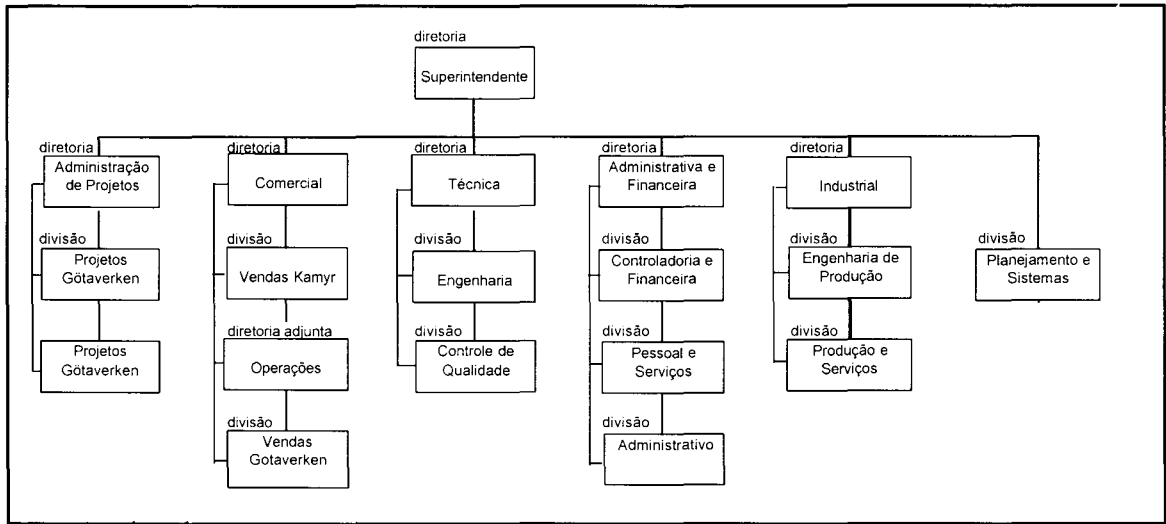 diretoria
Superintendente
diretoria
Administração
de Projetos
divisão
Projetos
Götaverken
Projetos
Götaverken
diretoria
Comercial
divisão
Vendas Kamyr
diretoria adjunta
Operações
divisão
Vendas
Gotaverken
diretoria
Técnica
divisão
Engenharia
divisão
Controle de
Qualidade
diretoria
Administrativa e
Financeira
divisão
Controladoria e
Financeira
divisão
Pessoal e
Serviços
divisão
Administrativo
diretoria
Industrial
divisão
Engenharia de
Produção
divisão
Produção e
Serviços
divisão
Planejamento e
Sistemas